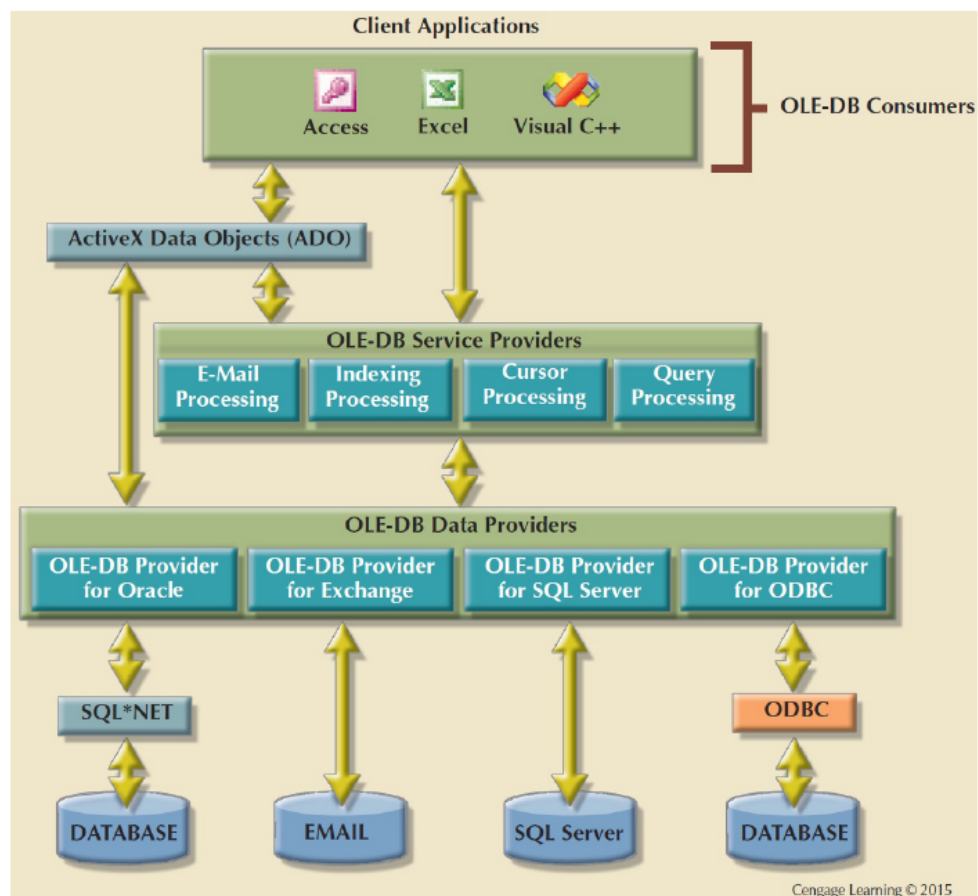 Client Applications
Access Excel Visual C++
OLE-DB Consumers
ActiveX Data Objects (ADO)
OLE-DB Service Providers
E-Mail
Processing
Indexing
Processing
Cursor
Processing
Query
Processing
OLE-DB Data Providers
OLE-DB Provider
for Oracle
OLE-DB Provider
for Exchange
OLE-DB Provider
for SQL Server
OLE-DB Provider
for ODBC
SQL*NET
ODBC
DATABASE
EMAIL
SQL Server
DATABASE
Cengage Learning © 2015